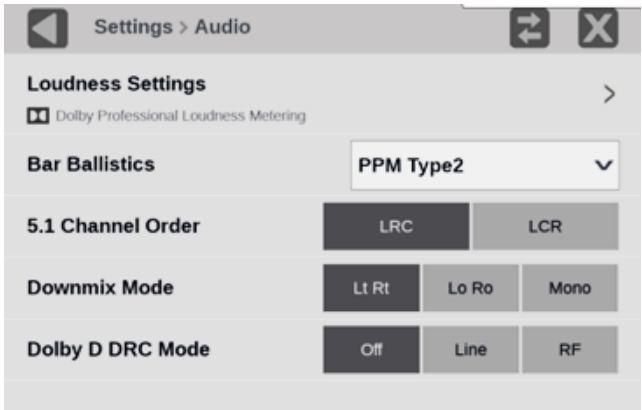 Settings > Audio
Loudness Settings >
Dolby Professional Loudness Metering
Bar Ballistics PPM Type2
5.1 Channel Order LRC LCR
Downmix Mode Lt Rt Lo Ro Mono
Dolby D DRC Mode Off Line RF